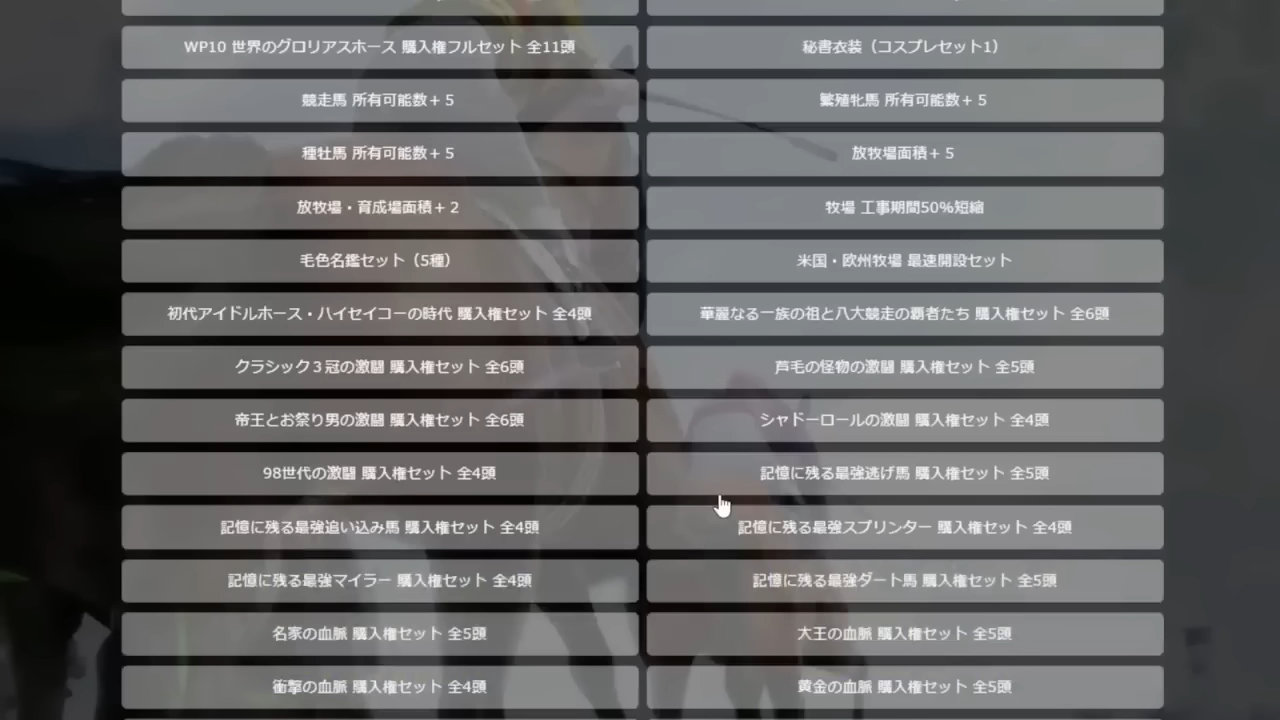 WP10 世界のグロリアスホース 購入権フルセット 全11頭
秘書衣装（コスプレセット1）
競走馬 所有可能数＋５
繁殖牝馬 所有可能数＋５
種牡馬 所有可能数＋５
放牧場面積＋５
放牧場・育成場面積＋２
牧場 工事期間50%短縮
毛色名鑑セット（5種）
米国・欧州牧場 最速開設セット
初代アイドルホース・ハイセイコーの時代 購入権セット 全4頭
華麗なる一族の祖と八大競走の覇者たち 購入権セット 全6頭
クラシック３冠の激闘 購入権セット 全6頭
芦毛の怪物の激闘 購入権セット 全5頭
帝王とお祭り男の激闘 購入権セット 全6頭
シャドーロールの激闘 購入権セット 全4頭
98世代の激闘 購入権セット 全4頭
記憶に残る最強逃げ馬 購入権セット 全5頭
記憶に残る最強追い込み馬 購入権セット 全4頭
記憶に残る最強スプリンター 購入権セット 全4頭
記憶に残る最強マイラー 購入権セット 全4頭
記憶に残る最強ダート馬 購入権セット 全5頭
名家の血脈 購入権セット 全5頭
大王の血脈 購入権セット 全5頭
衝撃の血脈 購入権セット 全4頭
黄金の血脈 購入権セット 全5頭